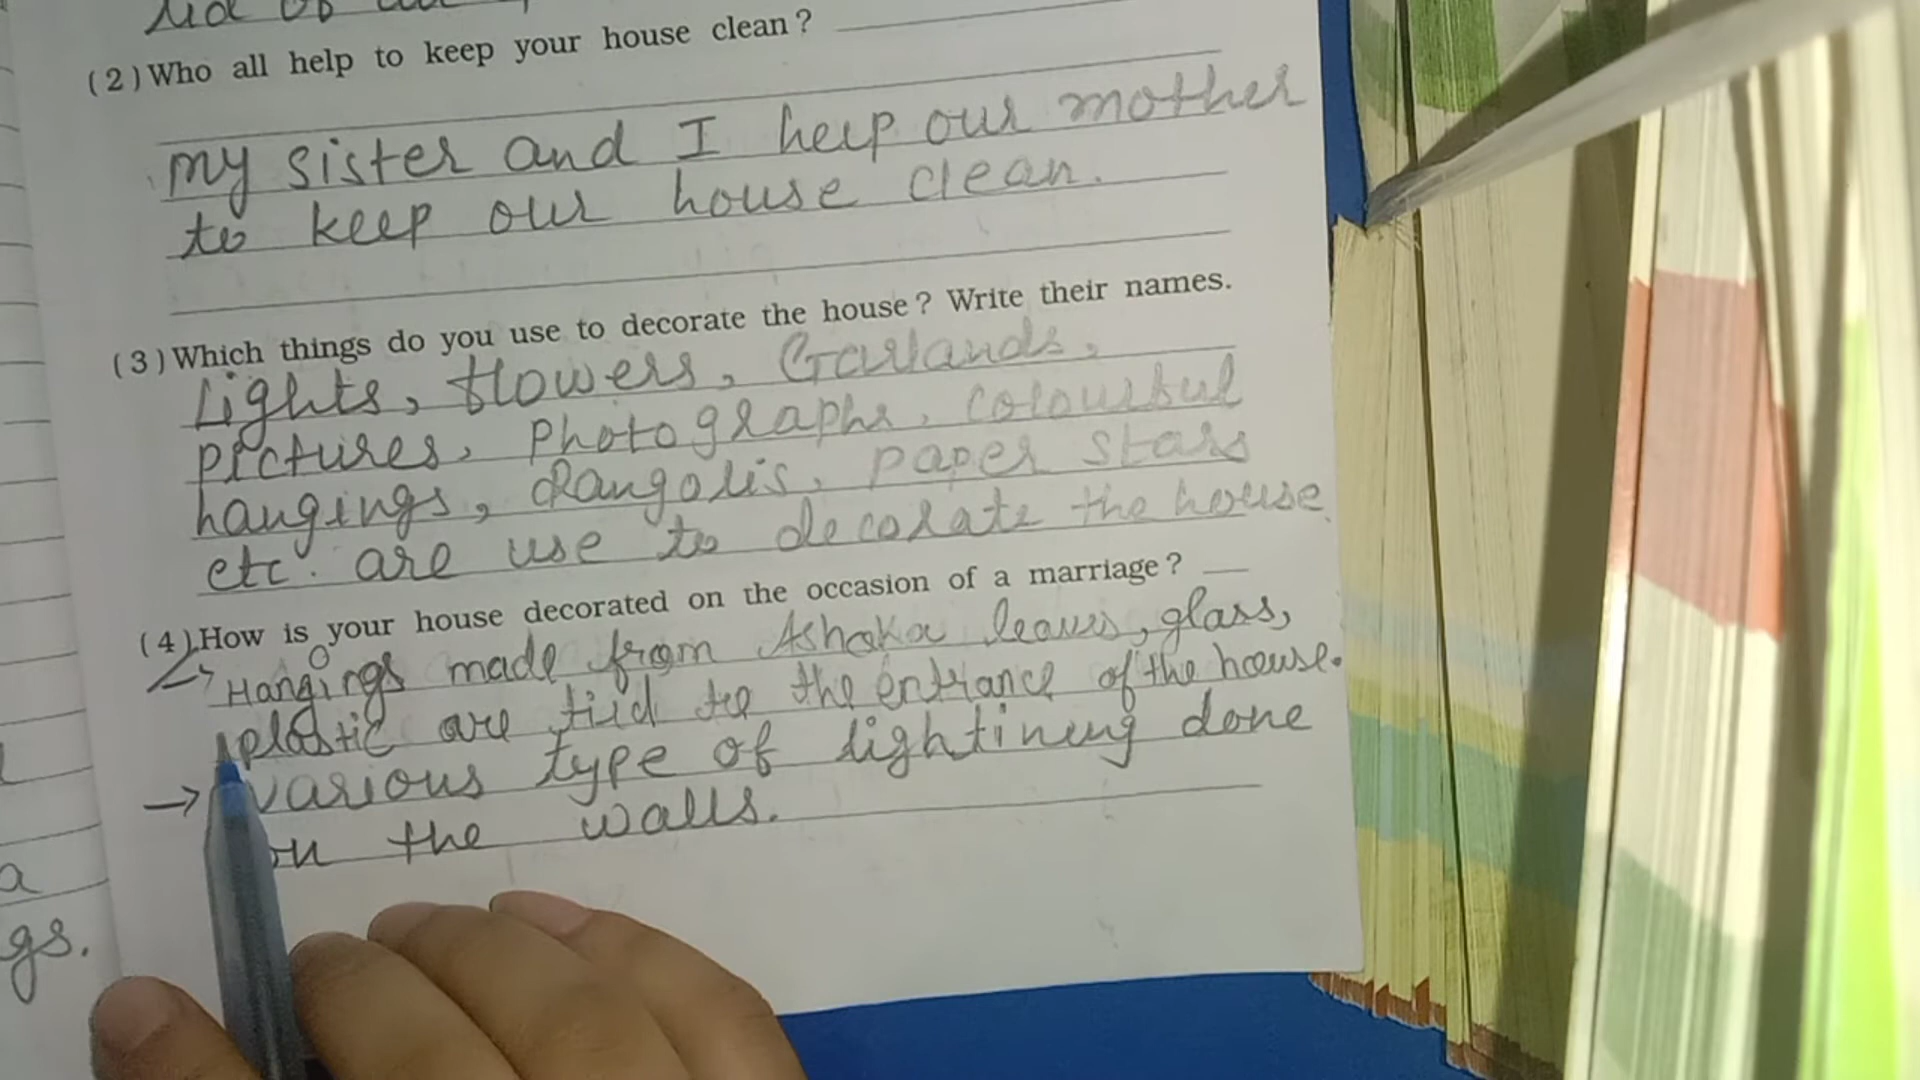 (2) Who all help to keep your house clean?
my sister and I help our mother
to keep our house clean.
(3) Which things do you use to decorate the house? Write their names.
Lights, flowers, Garlands,
pictures, photographs, colourful
hangings, Rangolis, paper stars
etc. are use to decorate the house.
(4) How is your house decorated on the occasion of a marriage?
→ Hangings made from Ashoka leaves, glass,
plastic are tied to the entrance of the house.
→ various type of lightining done
on the walls.
a
gs.